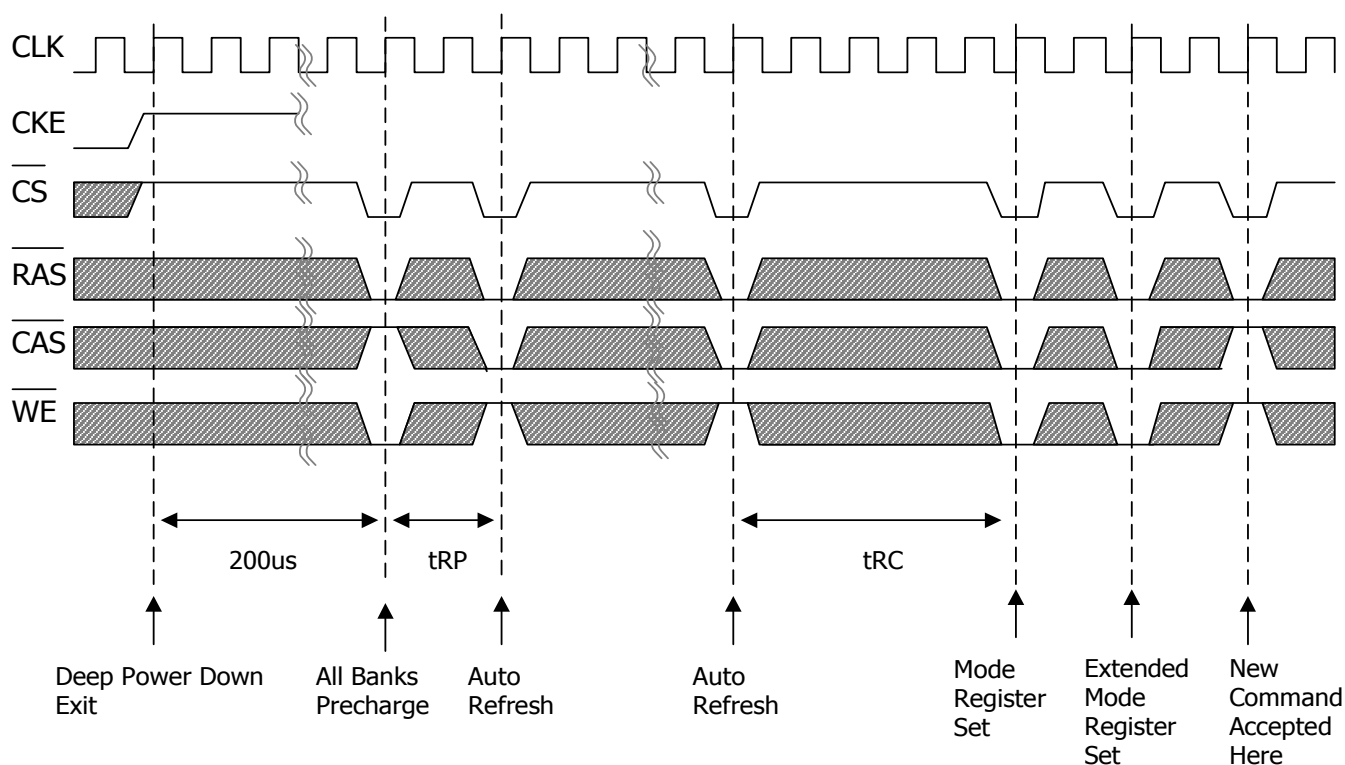 CLK
CKE
CS
RAS
CAS
WE
200us
tRP
tRC
Deep Power Down
Exit
All Banks
Precharge
Auto
Refresh
Auto
Refresh
Mode
Register
Set
Extended
Mode
Register
Set
New
Command
Accepted
Here